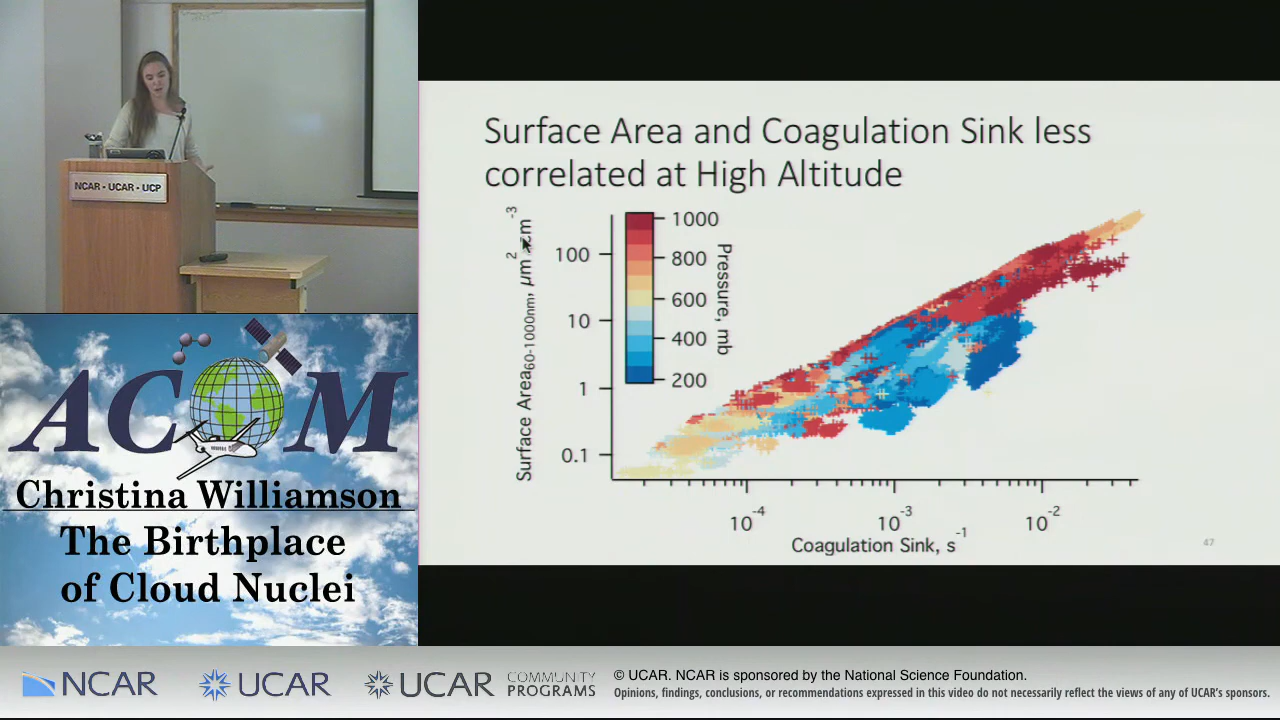 NCAR • UCAR • UCP
Surface Area and Coagulation Sink less
correlated at High Altitude
Surface Area60-1000nm, µm2 cm-3
100
10
1
0.1
1000
800
600
400
200
Pressure, mb
10-4
10-3
10-2
Coagulation Sink, s-1
47
ACOM
Christina Williamson
The Birthplace
of Cloud Nuclei
NCAR
UCAR
UCAR
COMMUNITY
PROGRAMS
© UCAR. NCAR is sponsored by the National Science Foundation.
Opinions, findings, conclusions, or recommendations expressed in this video do not necessarily reflect the views of any of UCAR's sponsors.